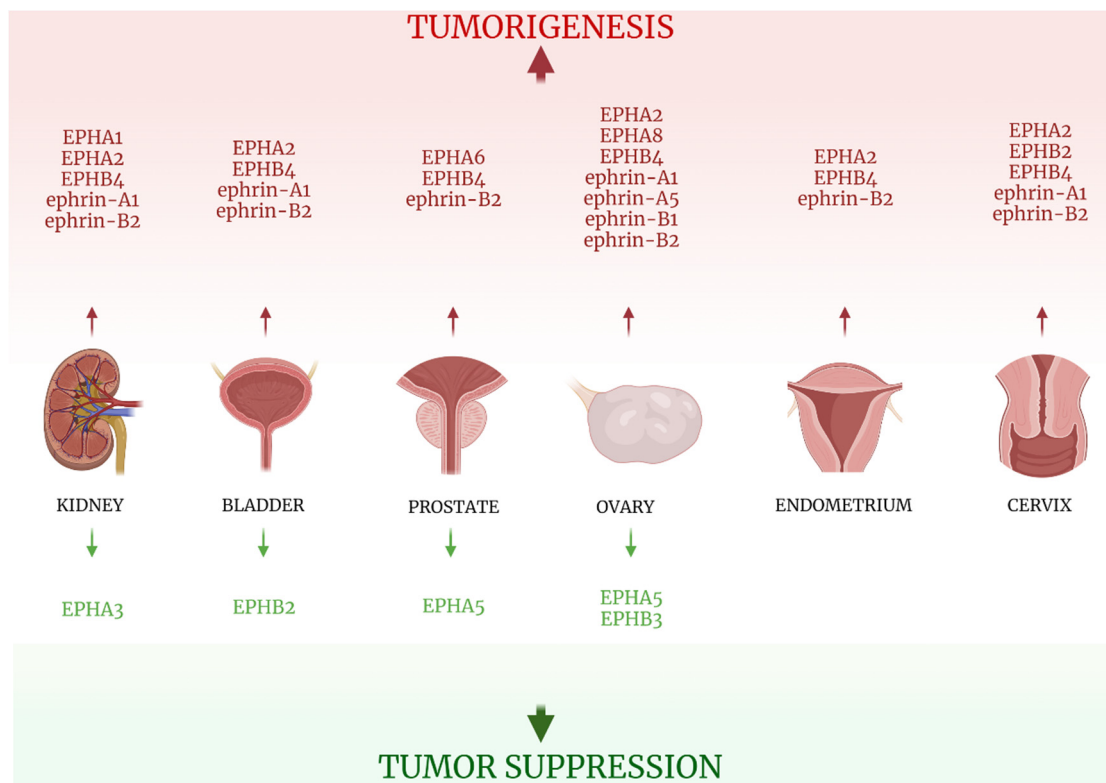 TUMORIGENESIS
EPHA1
EPHA2
EPHB4
ephrin-A1
ephrin-B2
EPHA2
EPHB4
ephrin-A1
ephrin-B2
EPHA6
EPHB4
ephrin-B2
EPHA2
EPHA8
EPHB4
ephrin-A1
ephrin-A5
ephrin-B1
ephrin-B2
EPHA2
EPHB4
ephrin-B2
EPHA2
EPHB2
EPHB4
ephrin-A1
ephrin-B2
KIDNEY
BLADDER
PROSTATE
OVARY
ENDOMETRIUM
CERVIX
EPHA3
EPHB2
EPHA5
EPHA5
EPHB3
TUMOR SUPPRESSION